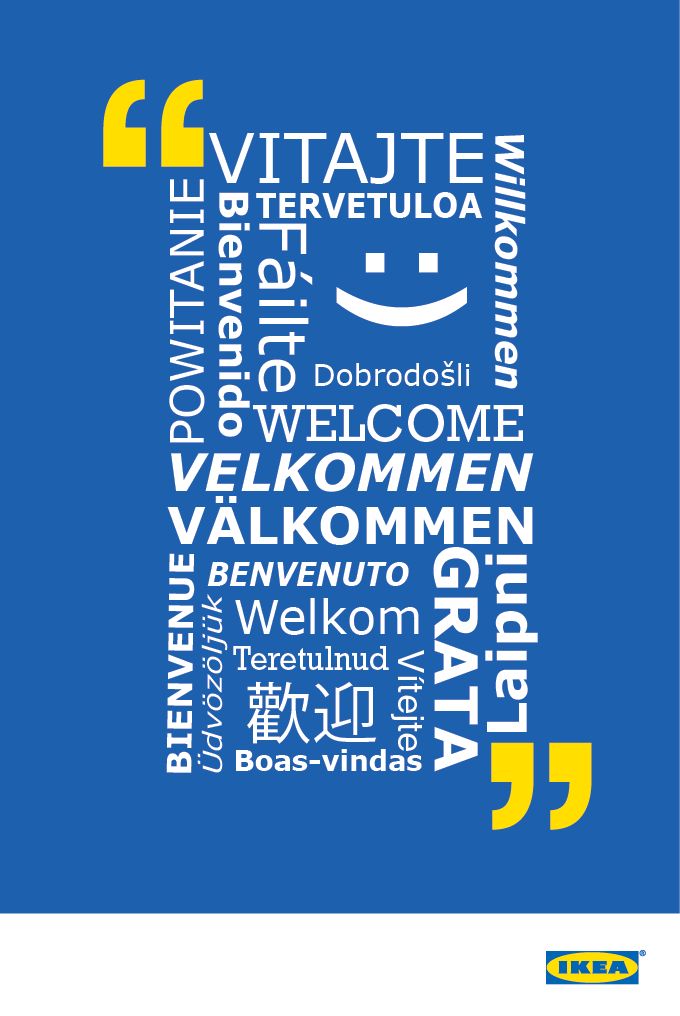 “
VITAJTE
Willkommen
POWITANIE
Bienvenido
TERVETULOA
Fáilte
:)
Dobrodošli
WELCOME
VELKOMMEN
VÄLKOMMEN
BIENVENUE
BENVENUTO
GRATA
Laipni
Üdvözöljük
Welkom
Teretulnud
Vítejte
歡迎
Boas-vindas
”
IKEA®